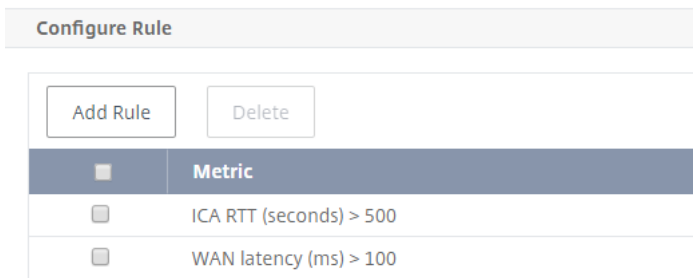 Configure Rule
Add Rule Delete
Metric
ICA RTT (seconds) > 500
WAN latency (ms) > 100